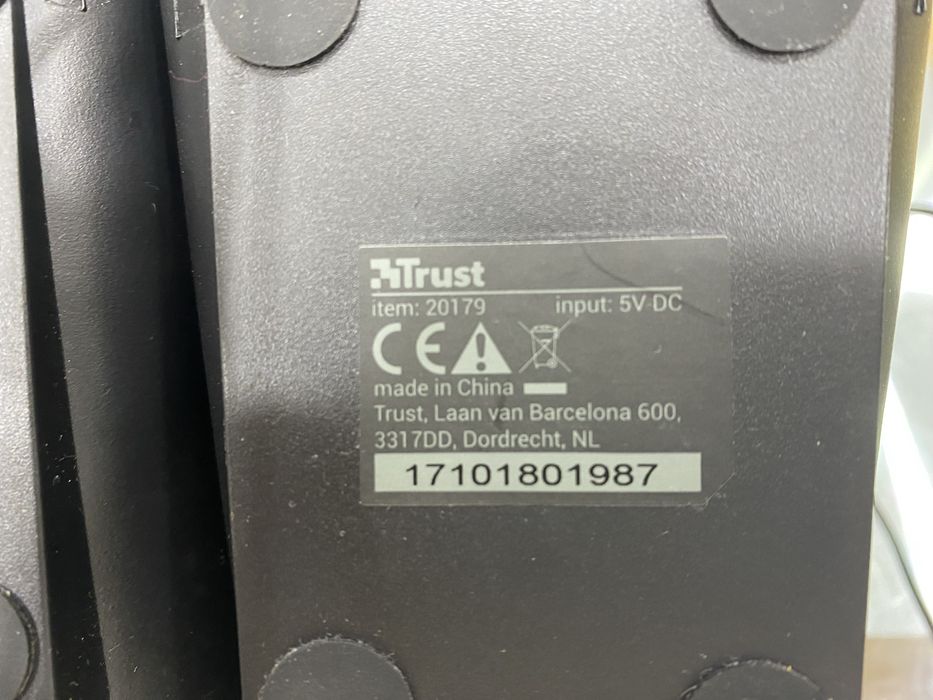 Trust
item: 20179 input: 5V DC
CE
made in China
Trust, Laan van Barcelona 600,
3317DD, Dordrecht, NL
17101801987